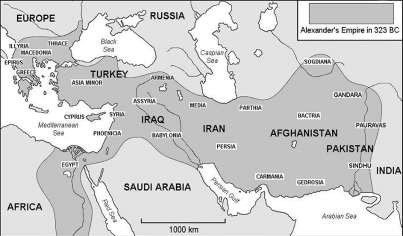 EUROPE
RUSSIA
Alexander's Empire in 323 BC
ILLYRIA
THRACE
MACEDONIA
Black
Sea
Caspian
Sea
SOGDIANA
EPIRUS
GREECE
TURKEY
ASIA MINOR
ARMENIA
ASSYRIA
MEDIA
PARTHIA
BACTRIA
GANDARA
CYPRUS
SYRIA
IRAQ
IRAN
AFGHANISTAN
PAURAVAS
Mediterranean
Sea
PHOENICIA
BABYLONIA
PERSIA
PAKISTAN
SINDHU
INDIA
EGYPT
CARMANIA
GEDROSIA
SAUDI ARABIA
Persian Gulf
AFRICA
Red Sea
Arabian Sea
1000 km